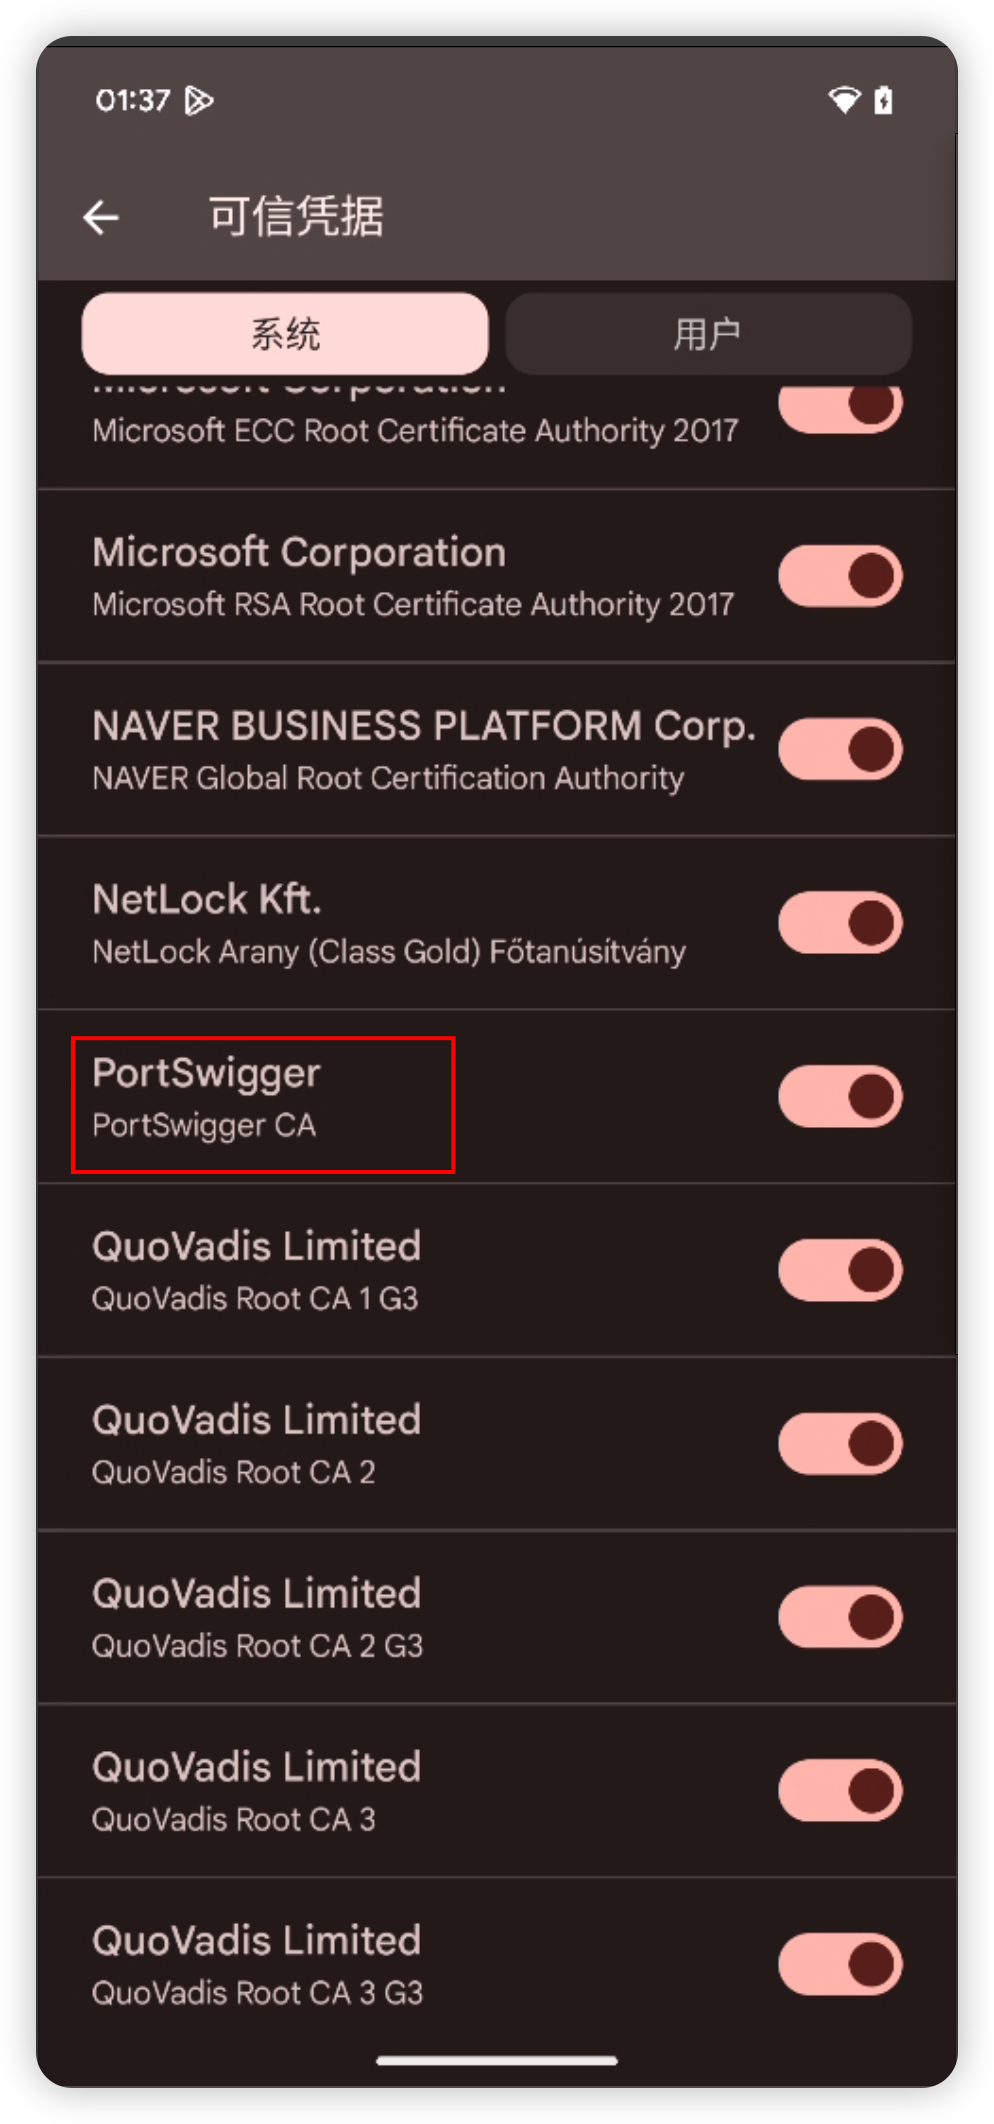 01:37
可信凭据
系统
用户
Microsoft Corporation
Microsoft ECC Root Certificate Authority 2017
Microsoft Corporation
Microsoft RSA Root Certificate Authority 2017
NAVER BUSINESS PLATFORM Corp.
NAVER Global Root Certification Authority
NetLock Kft.
NetLock Arany (Class Gold) Főtanúsítvány
PortSwigger
PortSwigger CA
QuoVadis Limited
QuoVadis Root CA 1 G3
QuoVadis Limited
QuoVadis Root CA 2
QuoVadis Limited
QuoVadis Root CA 2 G3
QuoVadis Limited
QuoVadis Root CA 3
QuoVadis Limited
QuoVadis Root CA 3 G3